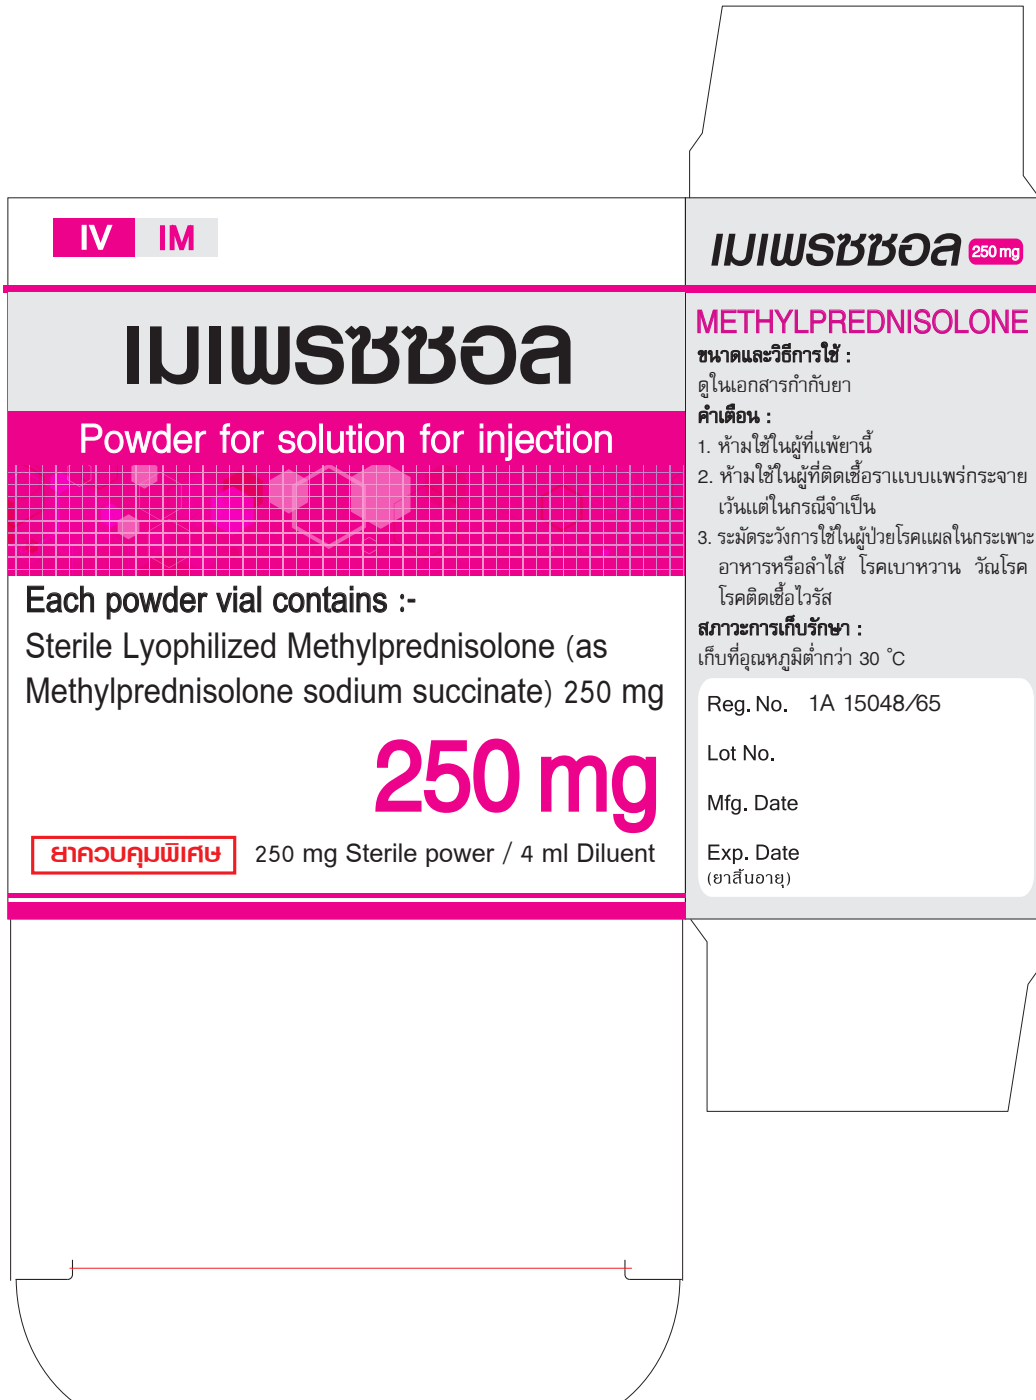 IV IM
เมเพรซซอล
Powder for solution for injection
Each powder vial contains :-
Sterile Lyophilized Methylprednisolone (as
Methylprednisolone sodium succinate) 250 mg
250 mg
ยาควบคุมพิเศษ 250 mg Sterile power / 4 ml Diluent
เมเพรซซอล 250 mg
METHYLPREDNISOLONE
ขนาดและวิธีการใช้ :
ดูในเอกสารกำกับยา
คำเตือน :
1. ห้ามใช้ในผู้ที่แพ้ยานี้
2. ห้ามใช้ในผู้ที่ติดเชื้อราแบบแพร่กระจาย
เว้นแต่ในกรณีจำเป็น
3. ระมัดระวังการใช้ในผู้ป่วยโรคแผลในกระเพาะ
อาหารหรือลำไส้ โรคเบาหวาน วัณโรค
โรคติดเชื้อไวรัส
สภาวะการเก็บรักษา :
เก็บที่อุณหภูมิต่ำกว่า 30 °C
Reg. No. 1A 15048/65
Lot No.
Mfg. Date
Exp. Date
(ยาสิ้นอายุ)